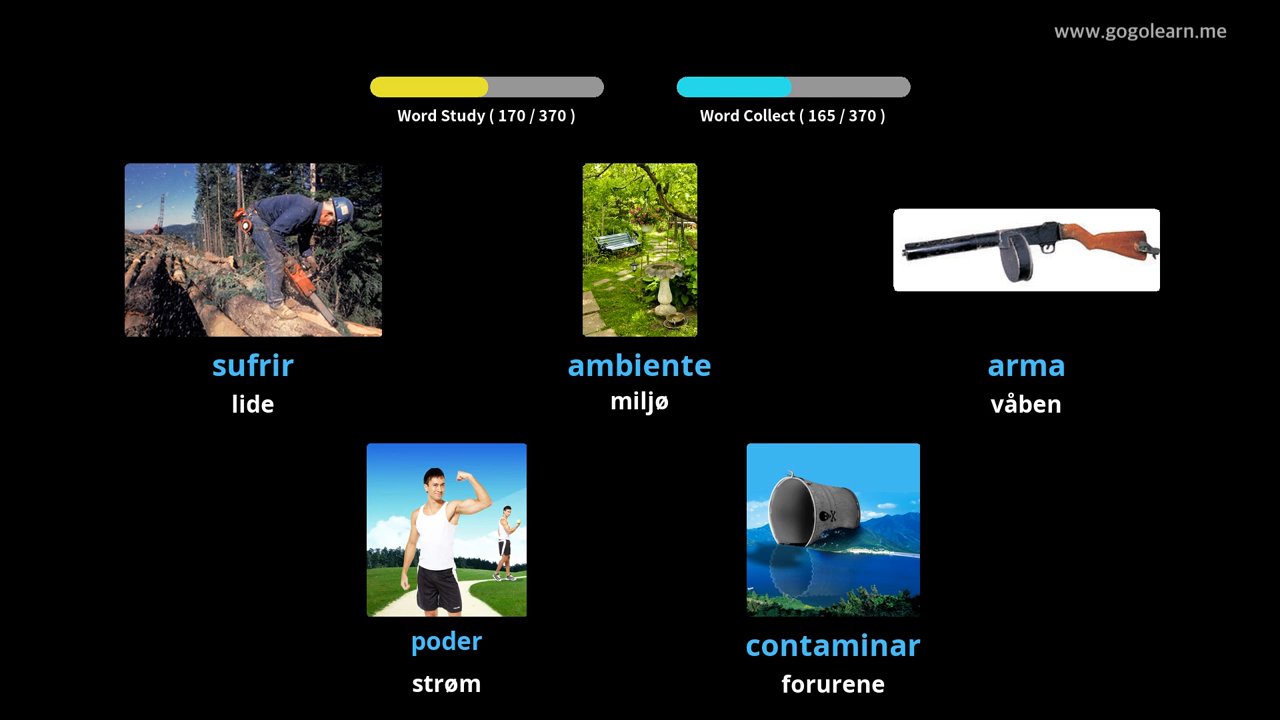 www.gogolearn.me
Word Study ( 170 / 370 )
Word Collect ( 165 / 370 )
sufrir
lide
ambiente
miljø
arma
våben
poder
strøm
contaminar
forurene